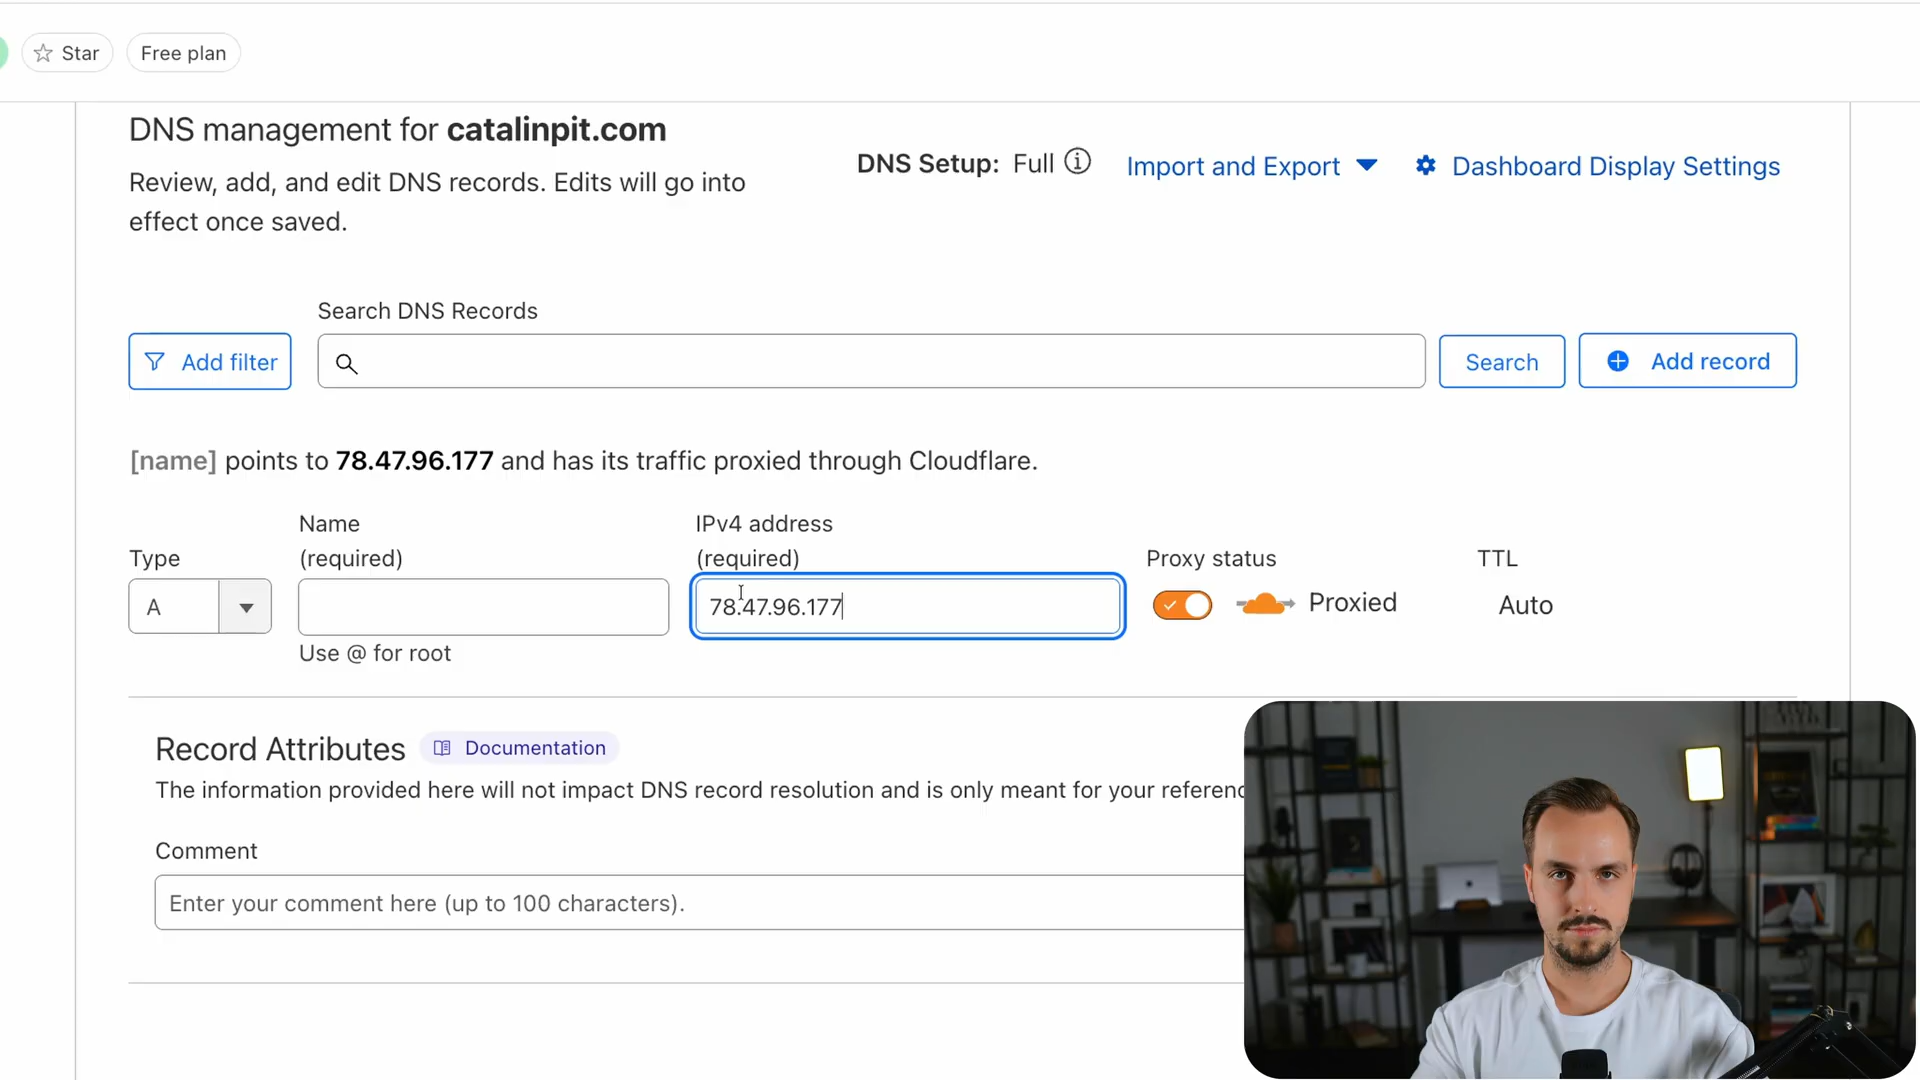 Star
Free plan
DNS management for catalinpit.com
Review, add, and edit DNS records. Edits will go into
effect once saved.
DNS Setup: Full
Import and Export
Dashboard Display Settings
Search DNS Records
Add filter
Search
Add record
[name] points to 78.47.96.177 and has its traffic proxied through Cloudflare.
Type
Name
(required)
IPv4 address
(required)
Proxy status
TTL
A
78.47.96.177
Proxied
Auto
Use @ for root
Record Attributes
Documentation
The information provided here will not impact DNS record resolution and is only meant for your referenc
Comment
Enter your comment here (up to 100 characters).